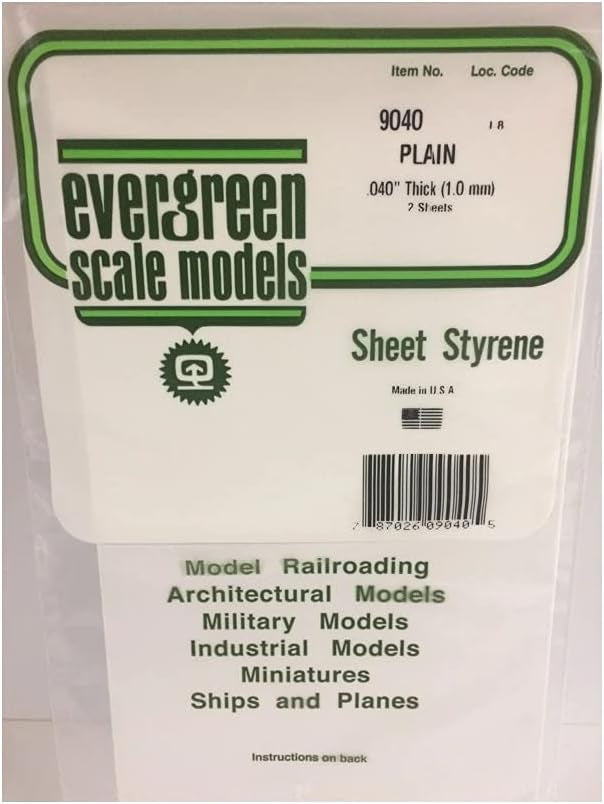 Item No. Loc. Code
9040 18
PLAIN
.040" Thick (1.0 mm)
2 Sheets
evergreen
scale models
Sheet Styrene
Made in U S A
7 87026 09040 5
Model Railroading
Architectural Models
Military Models
Industrial Models
Miniatures
Ships and Planes
Instructions on back